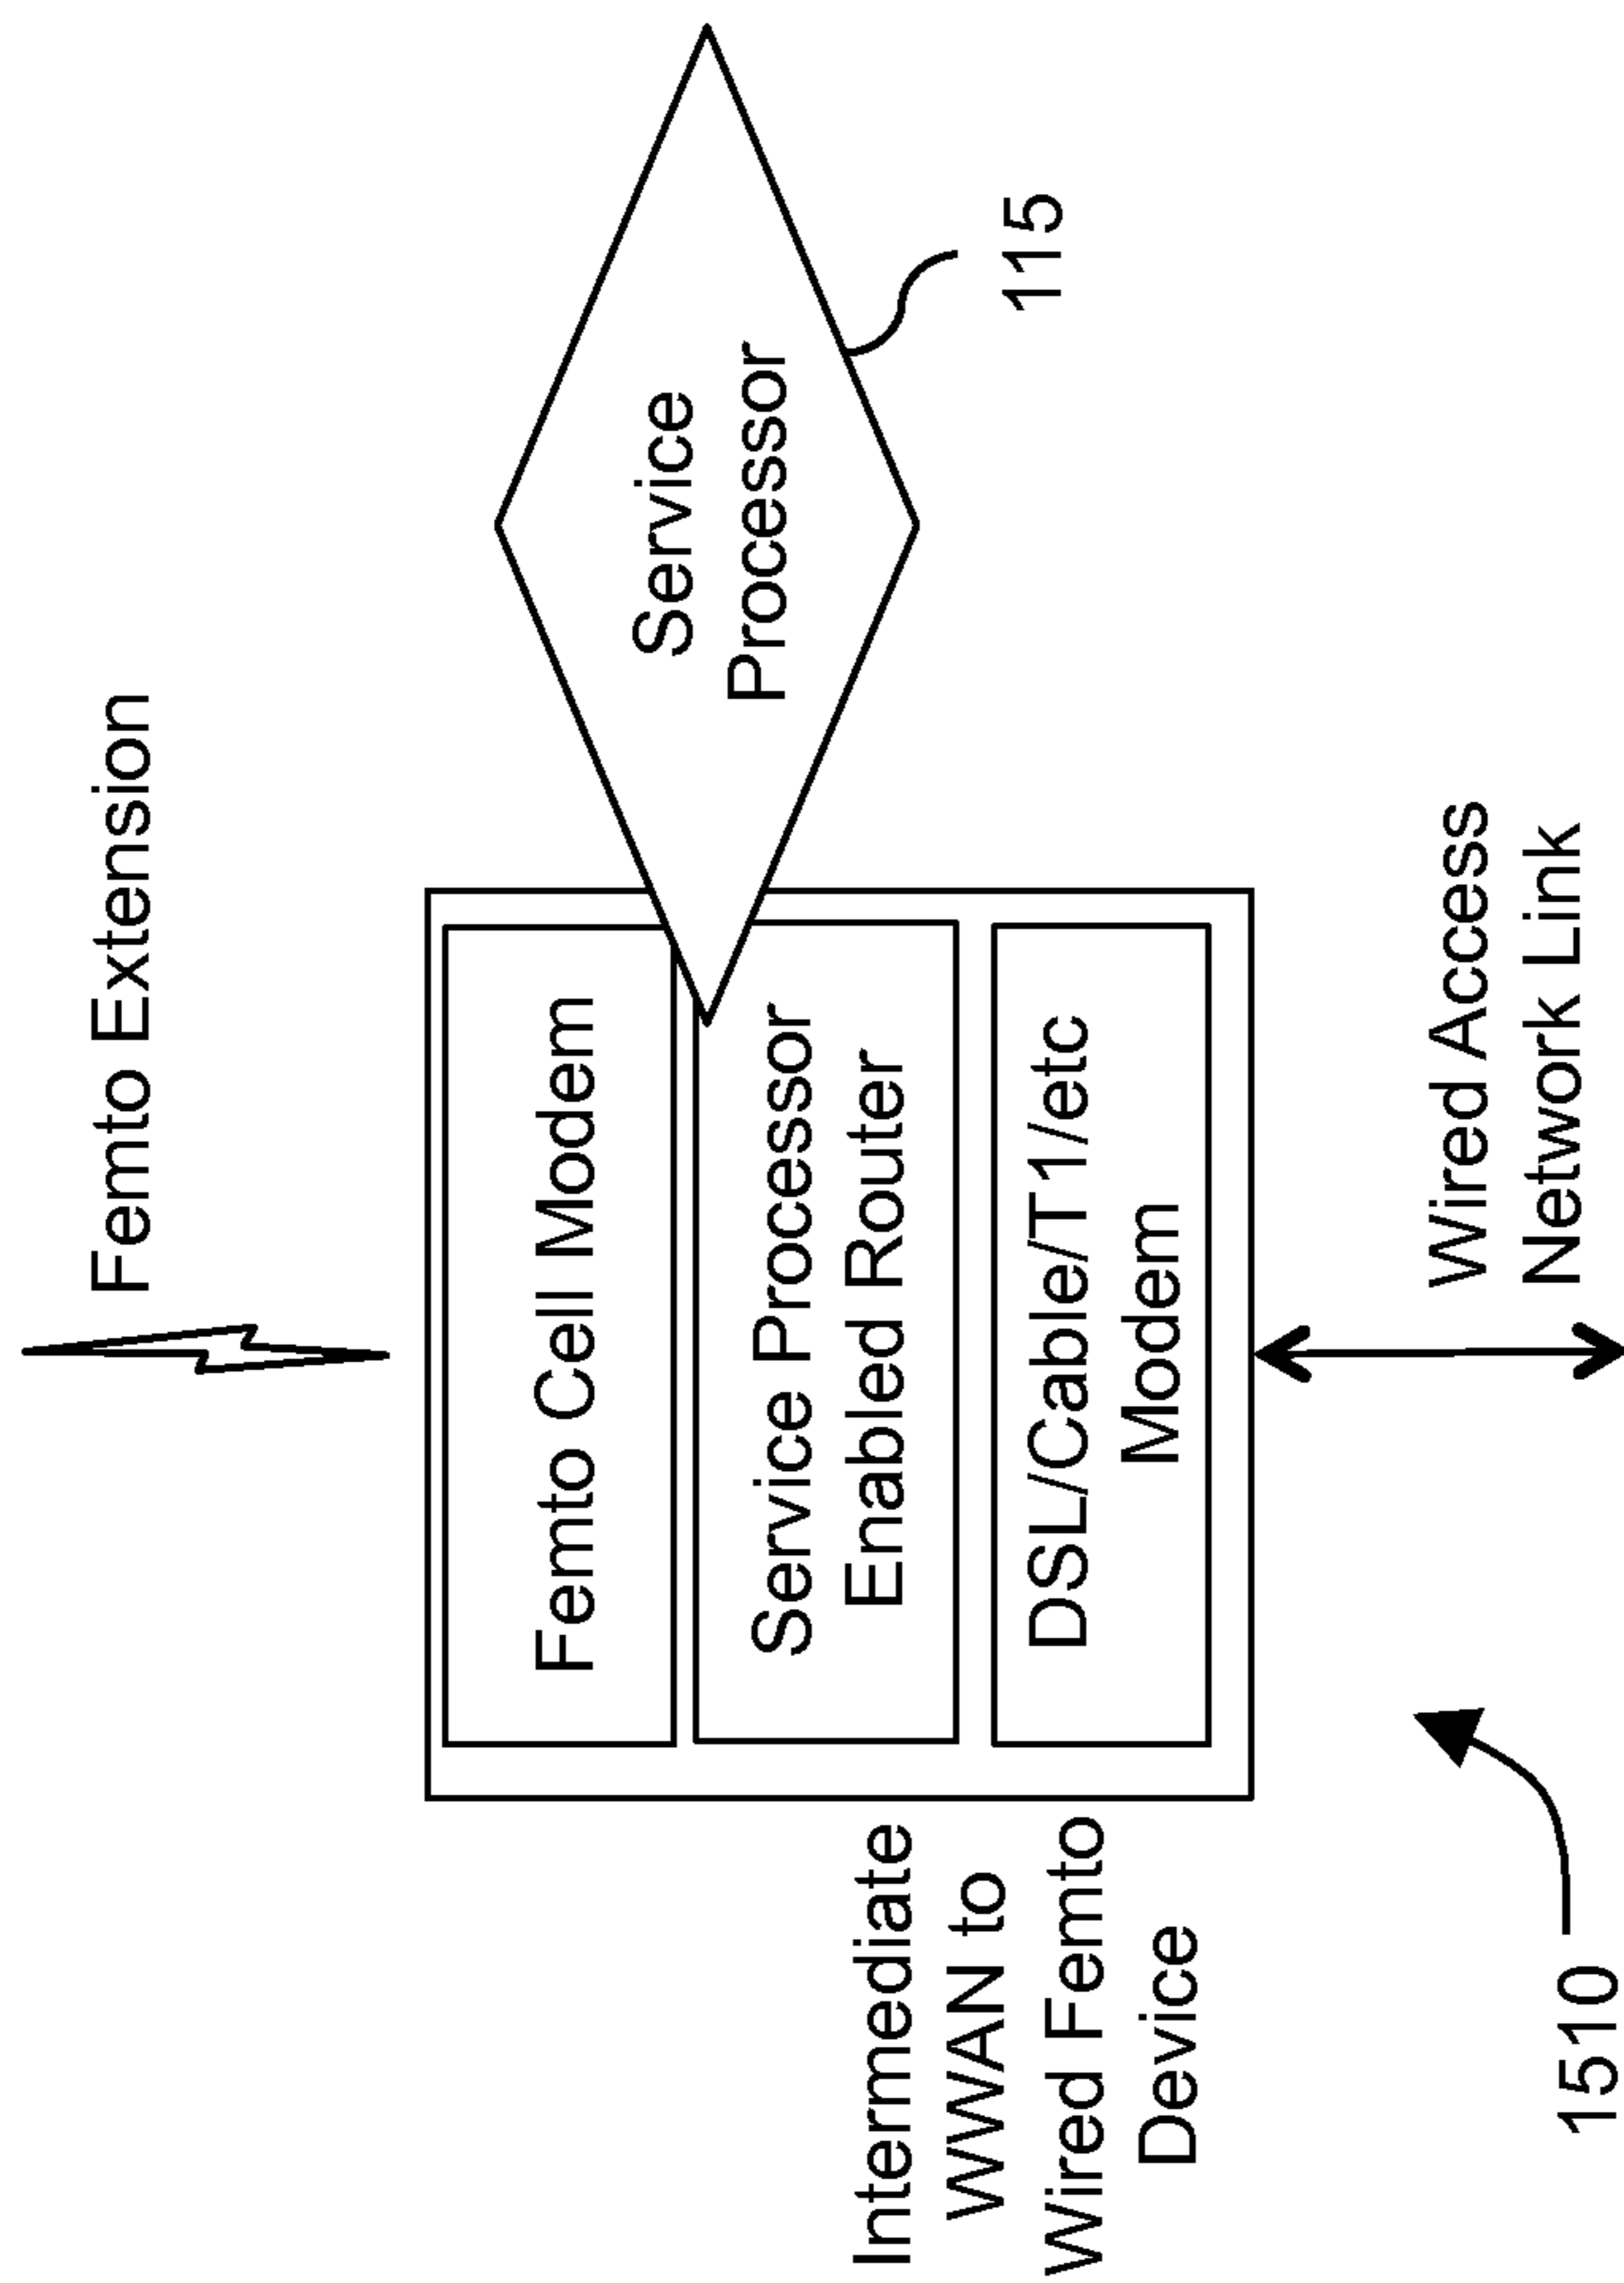 Femto Extension
Femto Cell Modem
Service Processor
Enabled Router
DSL/Cable/T1/etc
Modem
Service
Processor
115
Intermediate
WWAN to
Wired Femto
Device
Wired Access
Network Link
1510